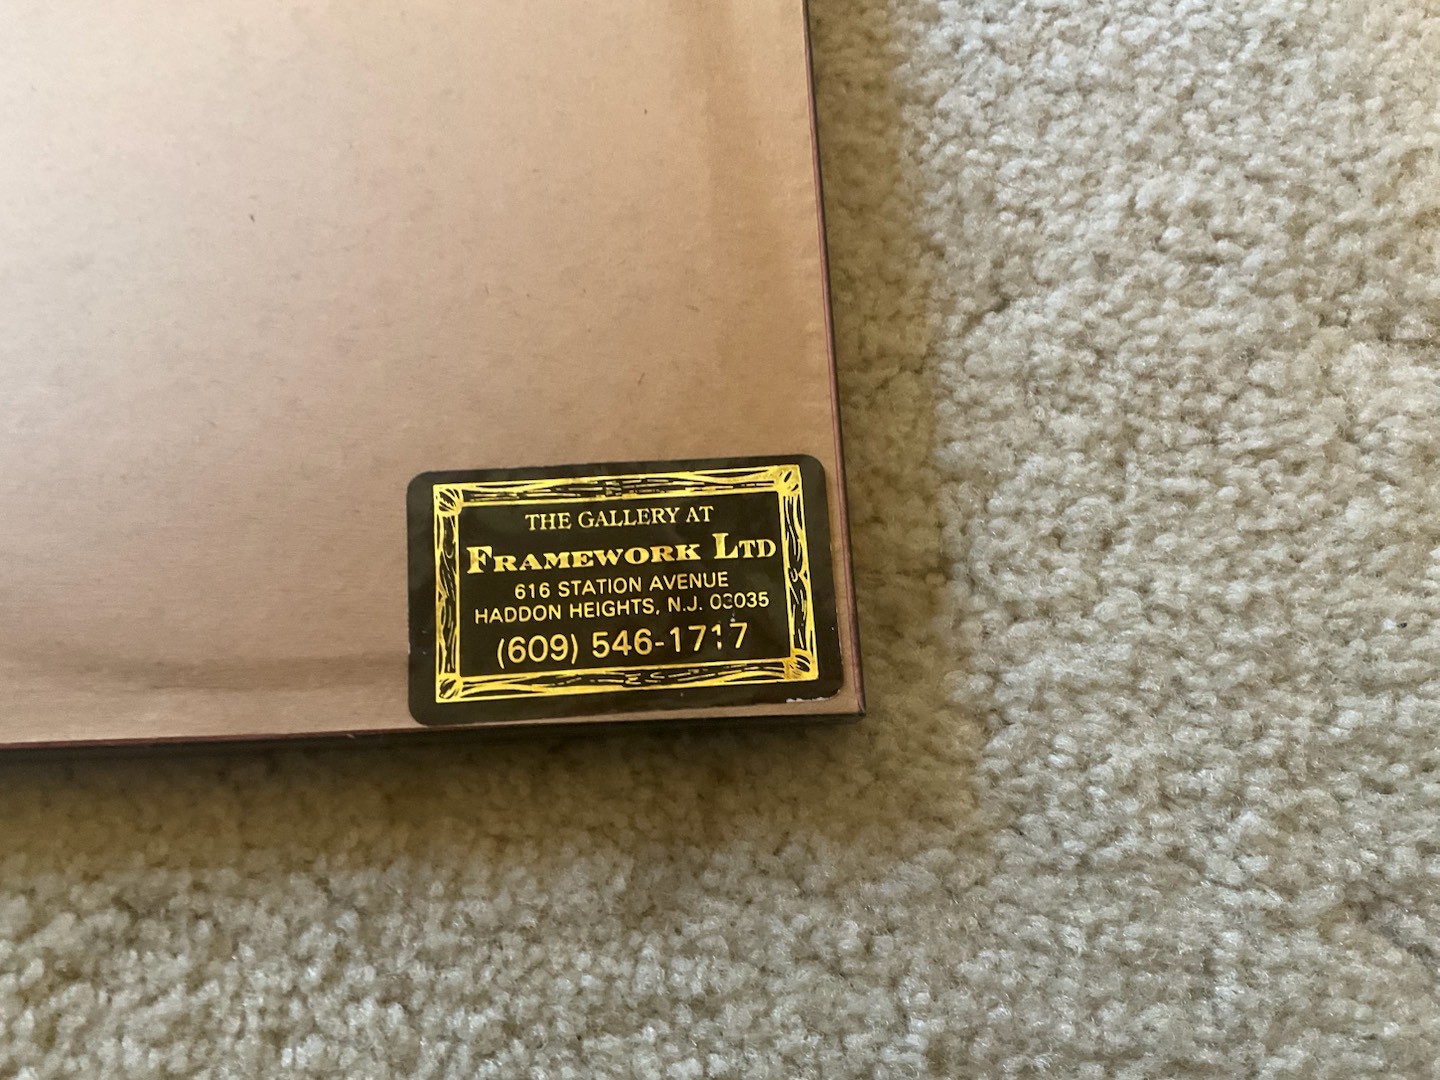 THE GALLERY AT
FRAMEWORK LTD
616 STATION AVENUE
HADDON HEIGHTS, N.J. 08035
(609) 546-1717